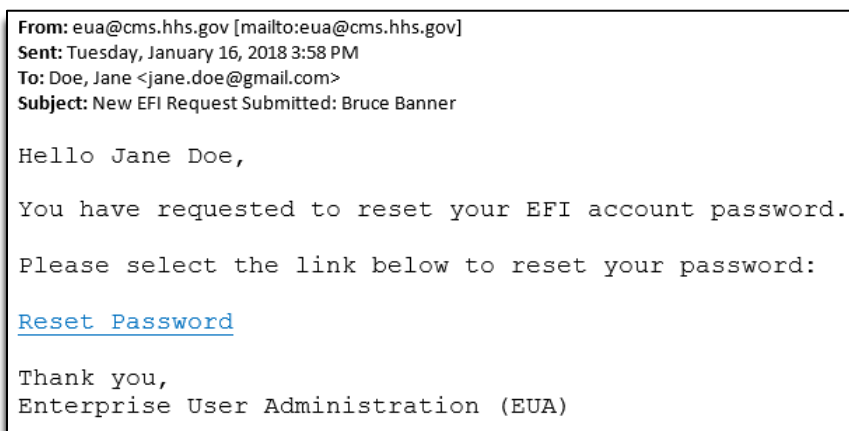 From: eua@cms.hhs.gov [mailto:eua@cms.hhs.gov]
Sent: Tuesday, January 16, 2018 3:58 PM
To: Doe, Jane <jane.doe@gmail.com>
Subject: New EFI Request Submitted: Bruce Banner
Hello Jane Doe,
You have requested to reset your EFI account password.
Please select the link below to reset your password:
Reset Password
Thank you,
Enterprise User Administration (EUA)